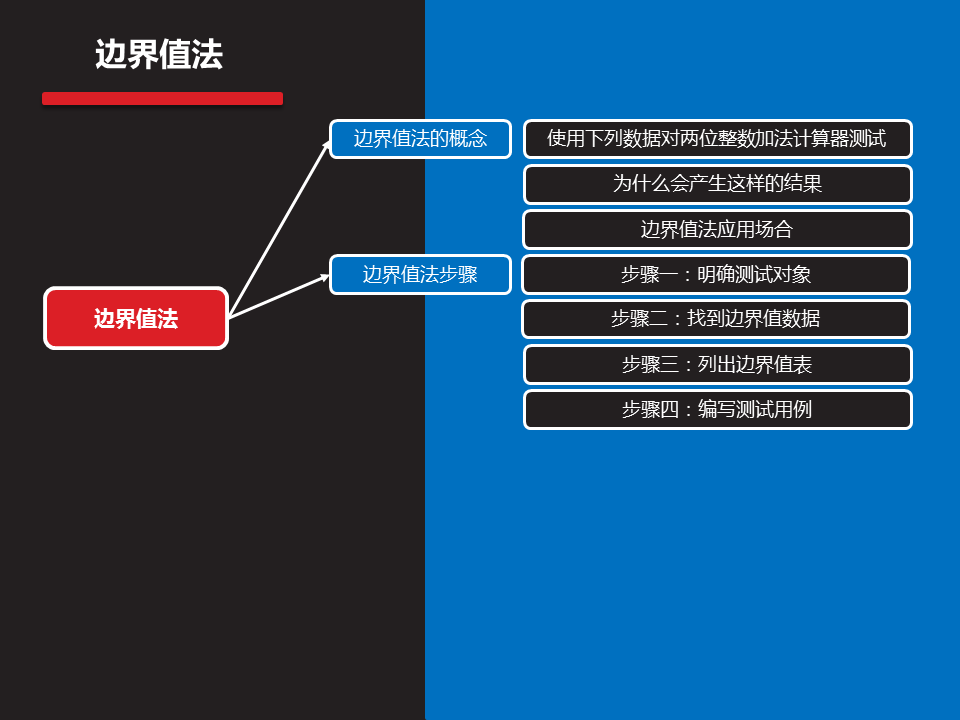 边界值法
边界值法的概念
使用下列数据对两位整数加法计算器测试
为什么会产生这样的结果
边界值法应用场合
边界值法步骤
步骤一：明确测试对象
边界值法
步骤二：找到边界值数据
步骤三：列出边界值表
步骤四：编写测试用例